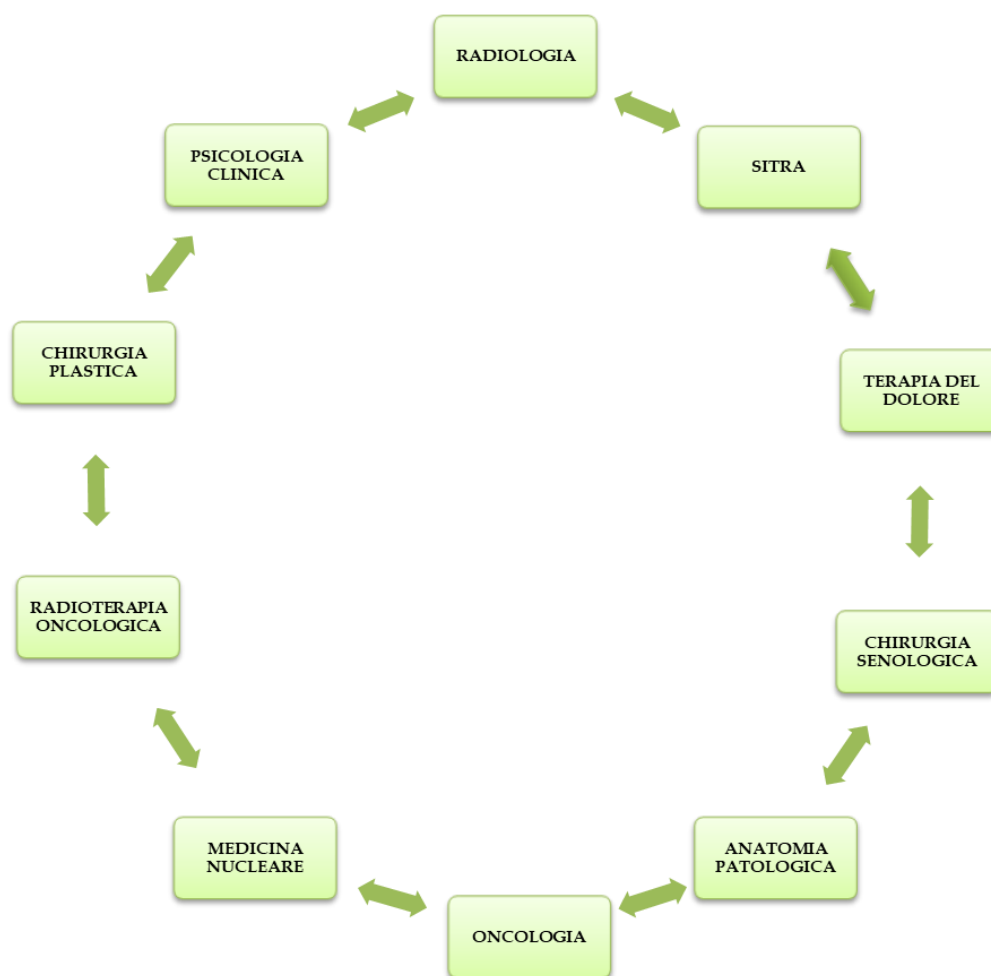 RADIOLOGIA
SITRA
TERAPIA DEL
DOLORE
CHIRURGIA
SENOLOGICA
ANATOMIA
PATOLOGICA
ONCOLOGIA
MEDICINA
NUCLEARE
RADIOTERAPIA
ONCOLOGICA
CHIRURGIA
PLASTICA
PSICOLOGIA
CLINICA